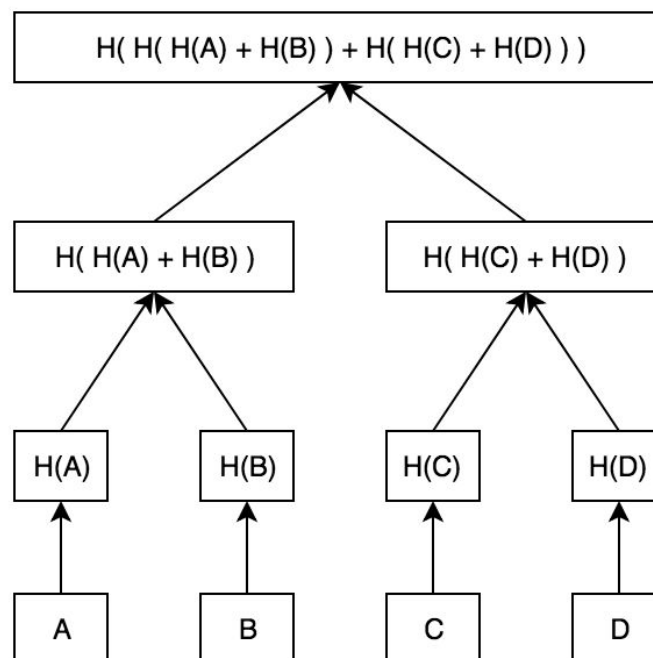 H( H( H(A) + H(B) ) + H( H(C) + H(D) ) )
H( H(A) + H(B) )
H( H(C) + H(D) )
H(A)
H(B)
H(C)
H(D)
A
B
C
D